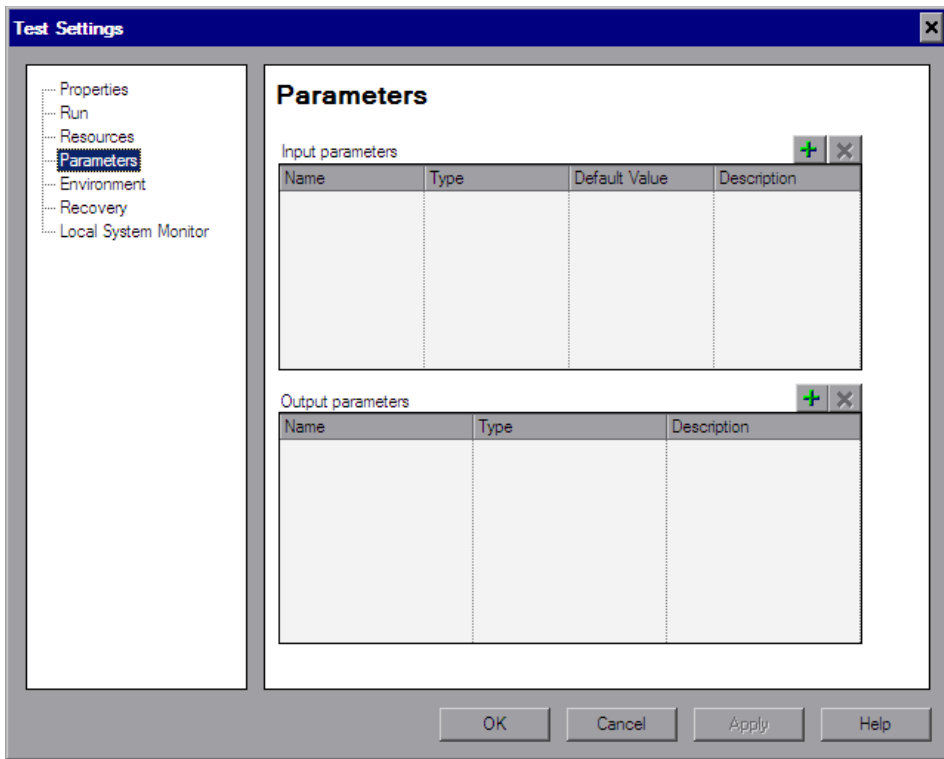 Test Settings
Properties
Run
Resources
Parameters
Environment
Recovery
Local System Monitor
Parameters
Input parameters
Name Type Default Value Description
Output parameters
Name Type Description
OK Cancel Apply Help